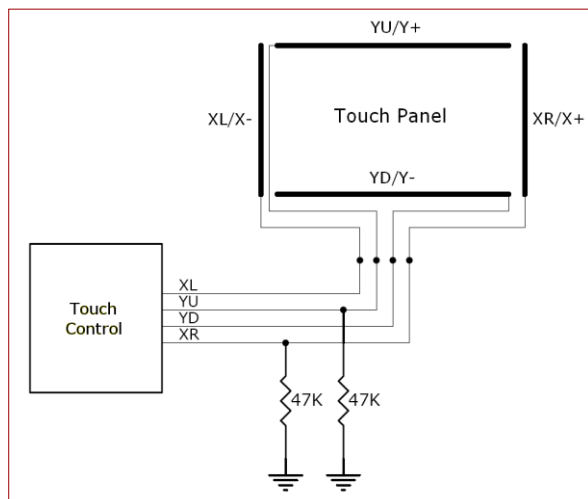 YU/Y+
XL/X-
Touch Panel
XR/X+
YD/Y-
XL
YU
YD
XR
Touch
Control
47K
47K